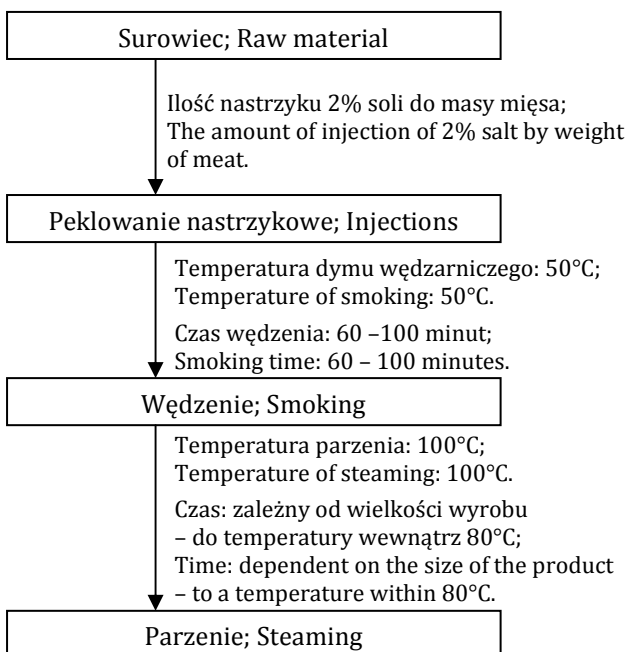 Surowiec; Raw material
Ilość nastrzyku 2% soli do masy mięsa;
The amount of injection of 2% salt by weight
of meat.
Peklowanie nastrzykowe; Injections
Temperatura dymu wędzarniczego: 50°C;
Temperature of smoking: 50°C.
Czas wędzenia: 60 –100 minut;
Smoking time: 60 – 100 minutes.
Wędzenie; Smoking
Temperatura parzenia: 100°C;
Temperature of steaming: 100°C.
Czas: zależny od wielkości wyrobu
– do temperatury wewnątrz 80°C;
Time: dependent on the size of the product
– to a temperature within 80°C.
Parzenie; Steaming